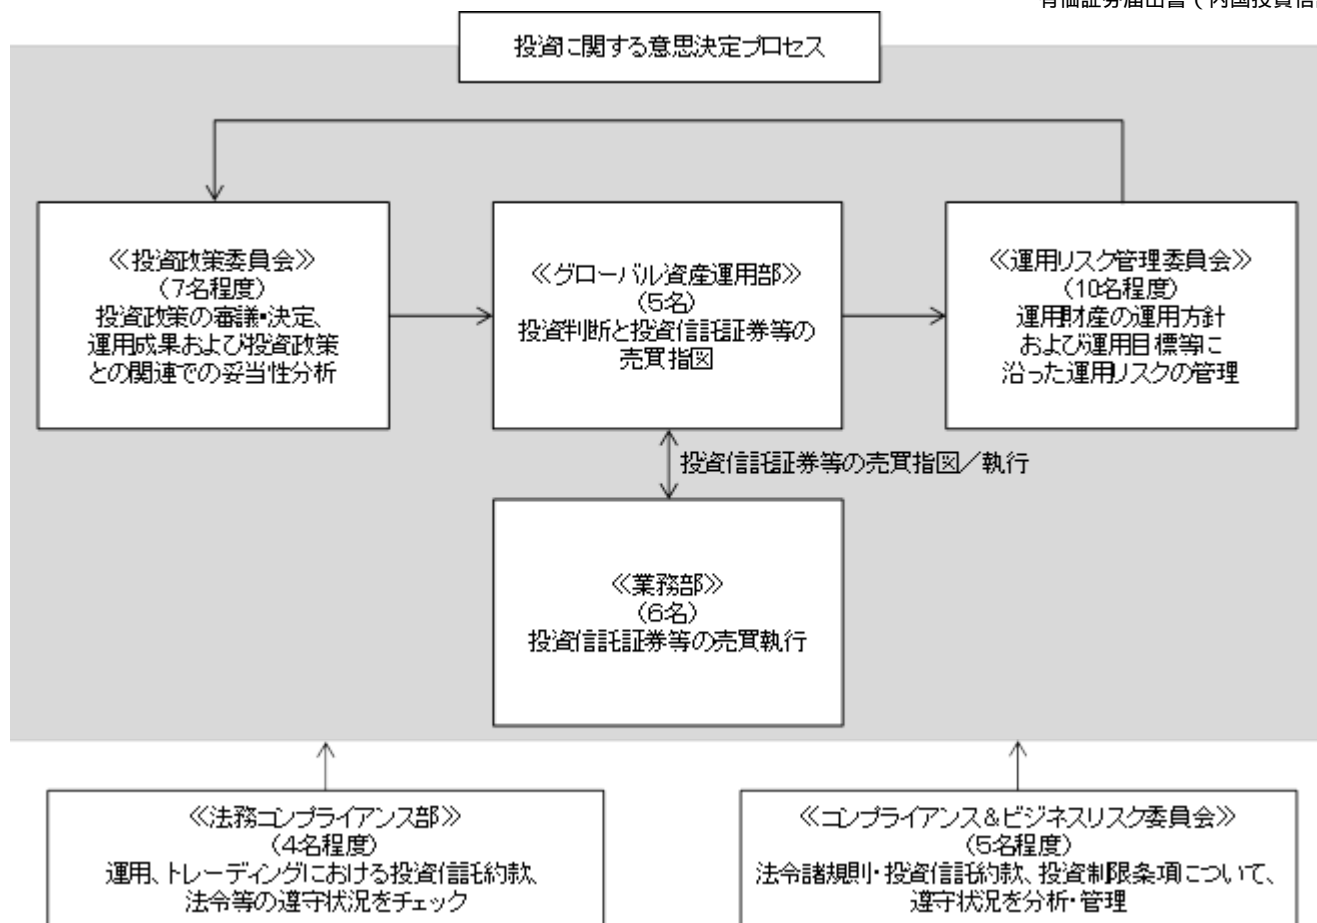 有価証券届出書（内国投資信
投資に関する意思決定プロセス
≪投資政策委員会≫
(7名程度)
投資政策の審議・決定、
運用成果および投資政策
との関連での妥当性分析
≪グローバル資産運用部≫
(5名)
投資判断と投資信託証券等の
売買指図
≪運用リスク管理委員会≫
(10名程度)
運用財産の運用方針
および運用目標等に
沿った運用リスクの管理
投資信託証券等の売買指図／執行
≪業務部≫
(6名)
投資信託証券等の売買執行
≪法務コンプライアンス部≫
(4名程度)
運用、トレーディングにおける投資信託約款、
法令等の遵守状況をチェック
≪コンプライアンス＆ビジネスリスク委員会≫
(5名程度)
法令諸規則・投資信託約款、投資制限条項について、
遵守状況を分析・管理